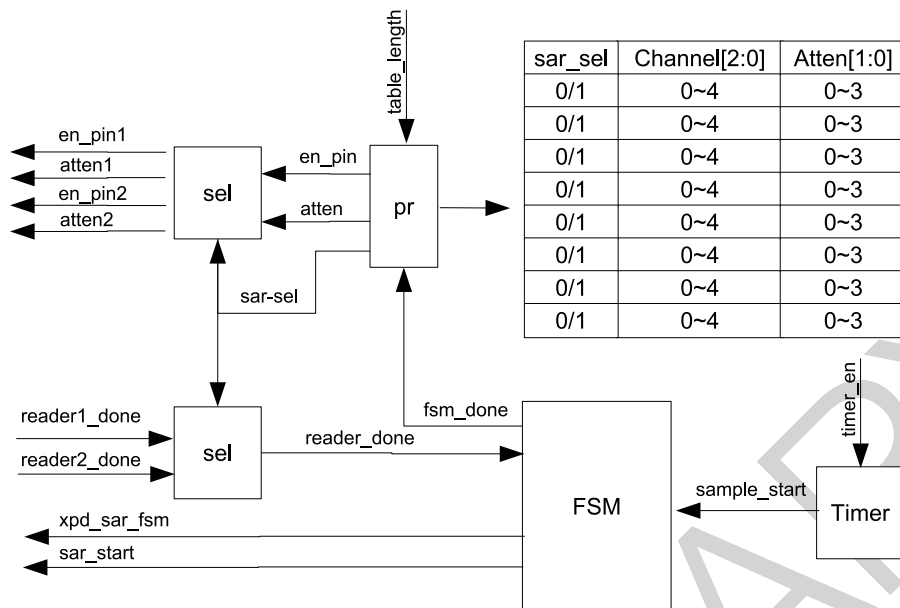 table_length
sar_sel Channel[2:0] Atten[1:0]
0/1 0~4 0~3
0/1 0~4 0~3
0/1 0~4 0~3
0/1 0~4 0~3
0/1 0~4 0~3
0/1 0~4 0~3
0/1 0~4 0~3
0/1 0~4 0~3
en_pin1
atten1
en_pin2
atten2
sel
en_pin
atten
pr
sar-sel
reader1_done
reader2_done
sel
reader_done
fsm_done
timer_en
xpd_sar_fsm
sar_start
FSM
sample_start
Timer